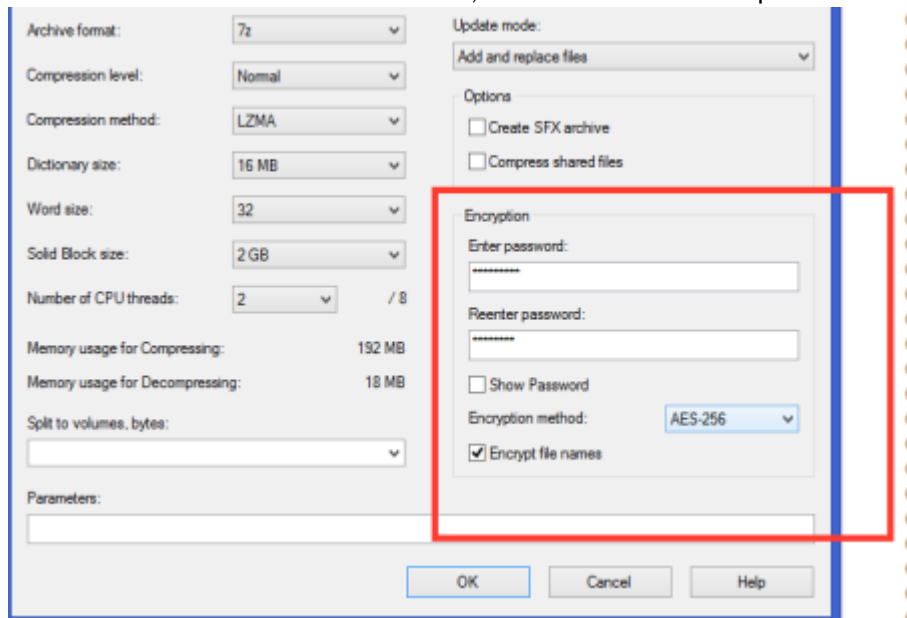 Archive format: 7z
Compression level: Normal
Compression method: LZMA
Dictionary size: 16 MB
Word size: 32
Solid Block size: 2 GB
Number of CPU threads: 2 / 8
Memory usage for Compressing: 192 MB
Memory usage for Decompressing: 18 MB
Split to volumes, bytes:
Parameters:
Update mode:
Add and replace files
Options
Create SFX archive
Compress shared files
Encryption
Enter password:
*********
Reenter password:
********
Show Password
Encryption method: AES-256
Encrypt file names
OK Cancel Help